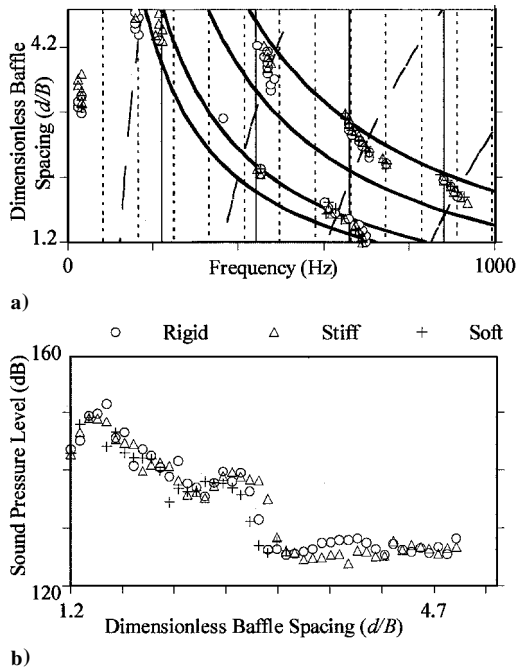 4.2
Dimensionless Baffle
Spacing (d/B)
1.2
0
Frequency (Hz)
1000
a)
Rigid
Stiff
Soft
160
Sound Pressure Level (dB)
120
1.2
4.7
Dimensionless Baffle Spacing (d/B)
b)